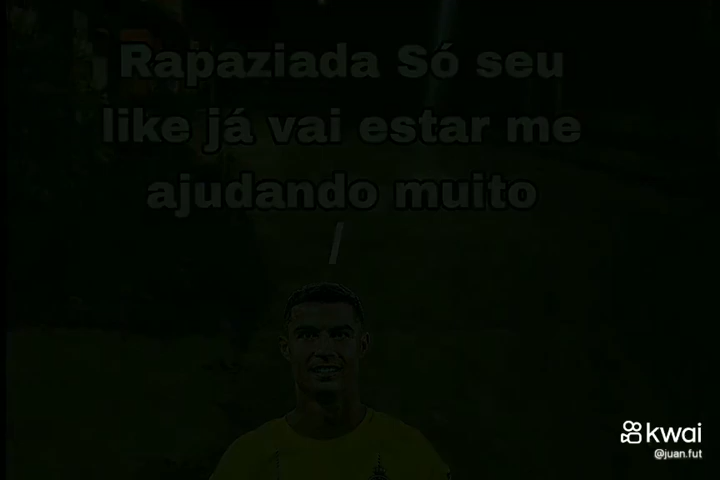 Rapaziada Só seu
like já vai estar me
ajudando muito
/
kwai
@juan.fut